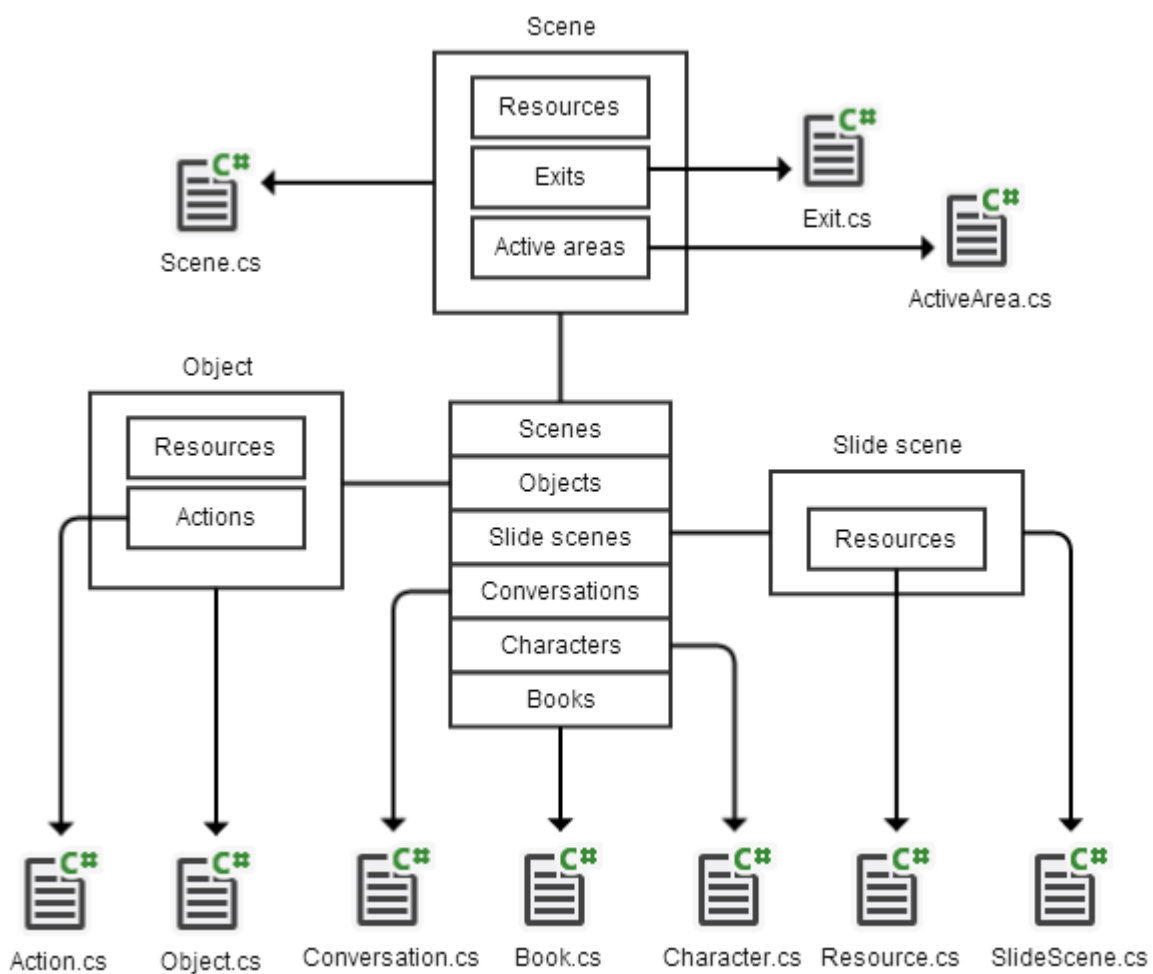 Scene
Resources
Exits
Active areas
C#
Scene.cs
C#
Exit.cs
C#
ActiveArea.cs
Object
Resources
Actions
Scenes
Objects
Slide scenes
Conversations
Characters
Books
Slide scene
Resources
C#
Action.cs
C#
Object.cs
C#
Conversation.cs
C#
Book.cs
C#
Character.cs
C#
Resource.cs
C#
SlideScene.cs